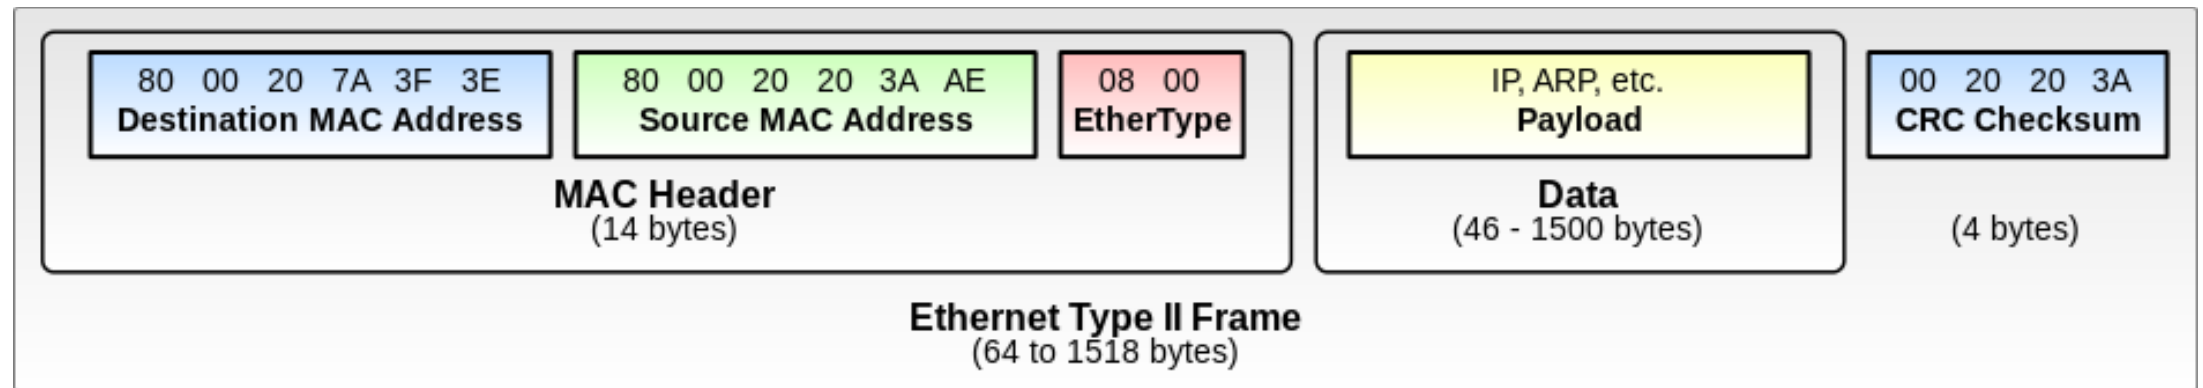 80 00 20 7A 3F 3E
Destination MAC Address
80 00 20 20 3A AE
Source MAC Address
08 00
EtherType
MAC Header
(14 bytes)
IP, ARP, etc.
Payload
Data
(46 - 1500 bytes)
00 20 20 3A
CRC Checksum
(4 bytes)
Ethernet Type II Frame
(64 to 1518 bytes)